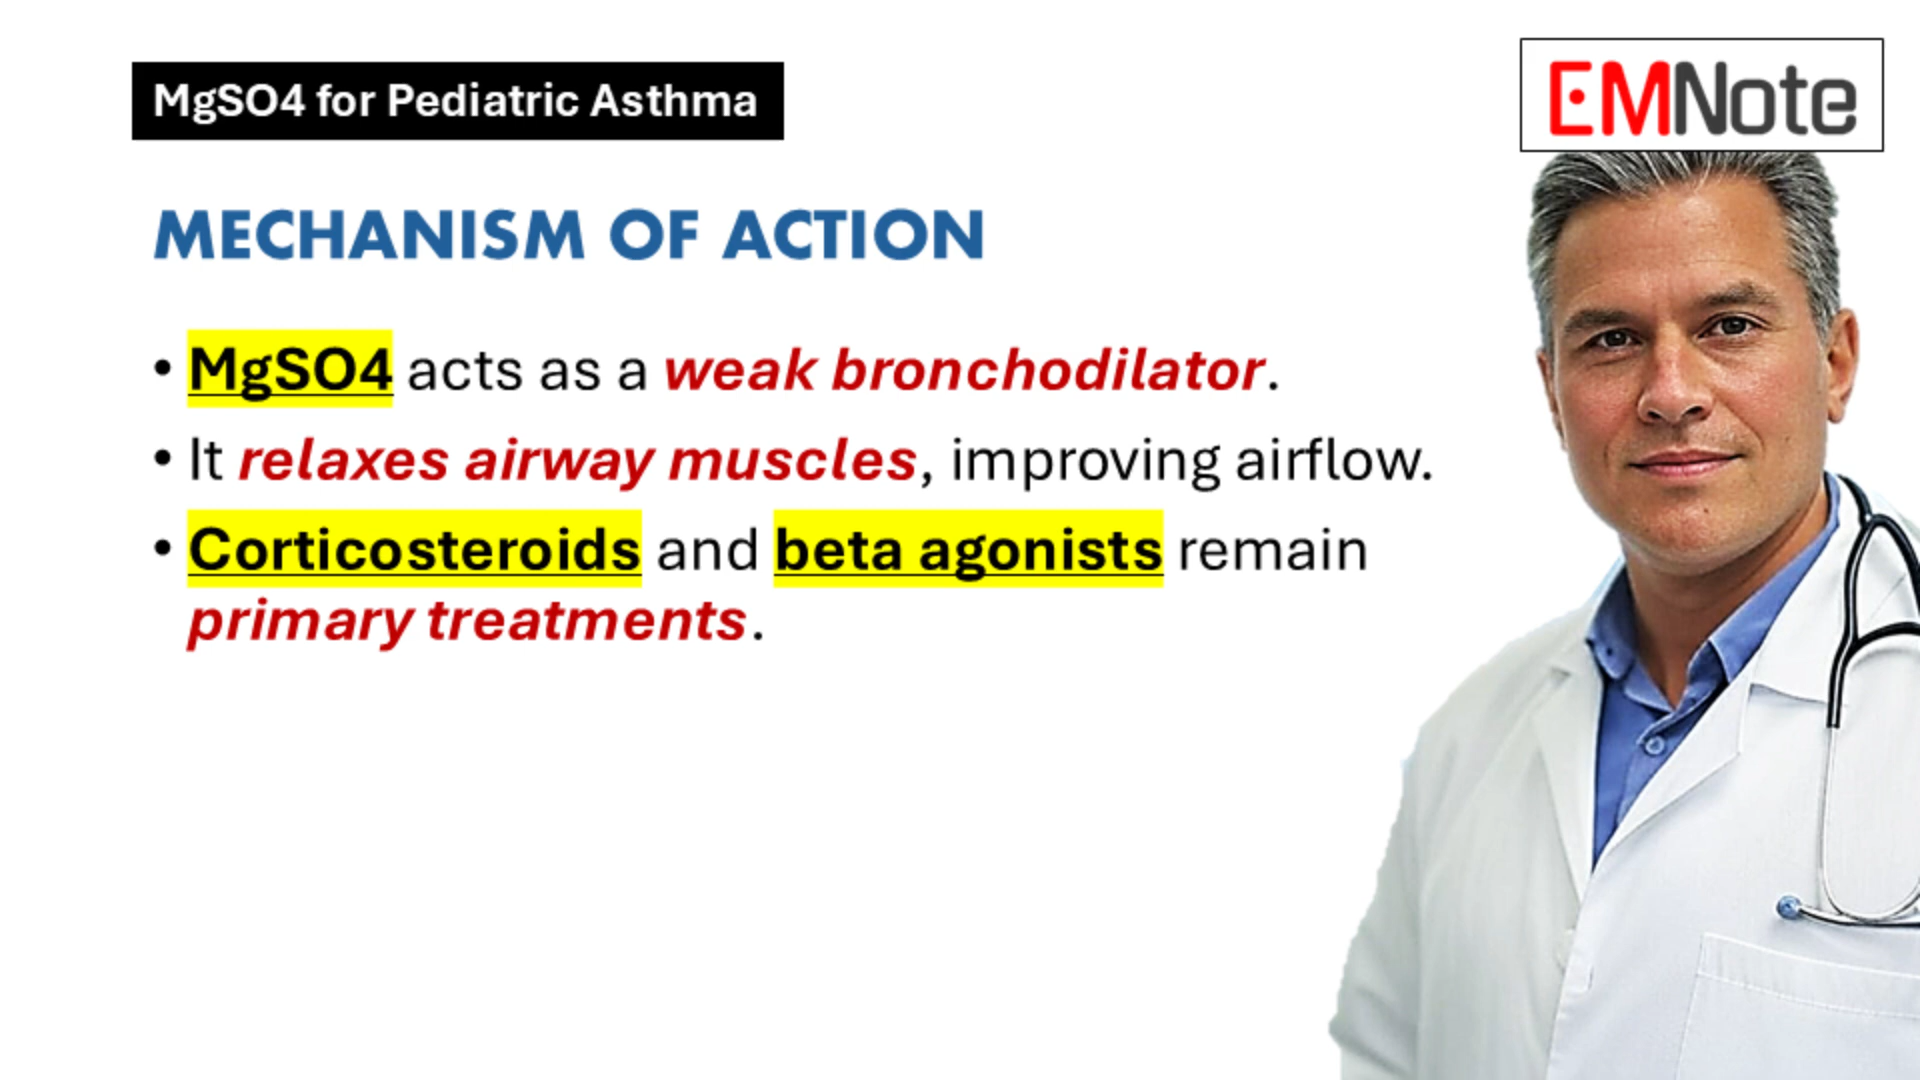 MgSO4 for Pediatric Asthma
EMNote
MECHANISM OF ACTION
• MgSO4 acts as a weak bronchodilator.
• It relaxes airway muscles, improving airflow.
• Corticosteroids and beta agonists remain
primary treatments.